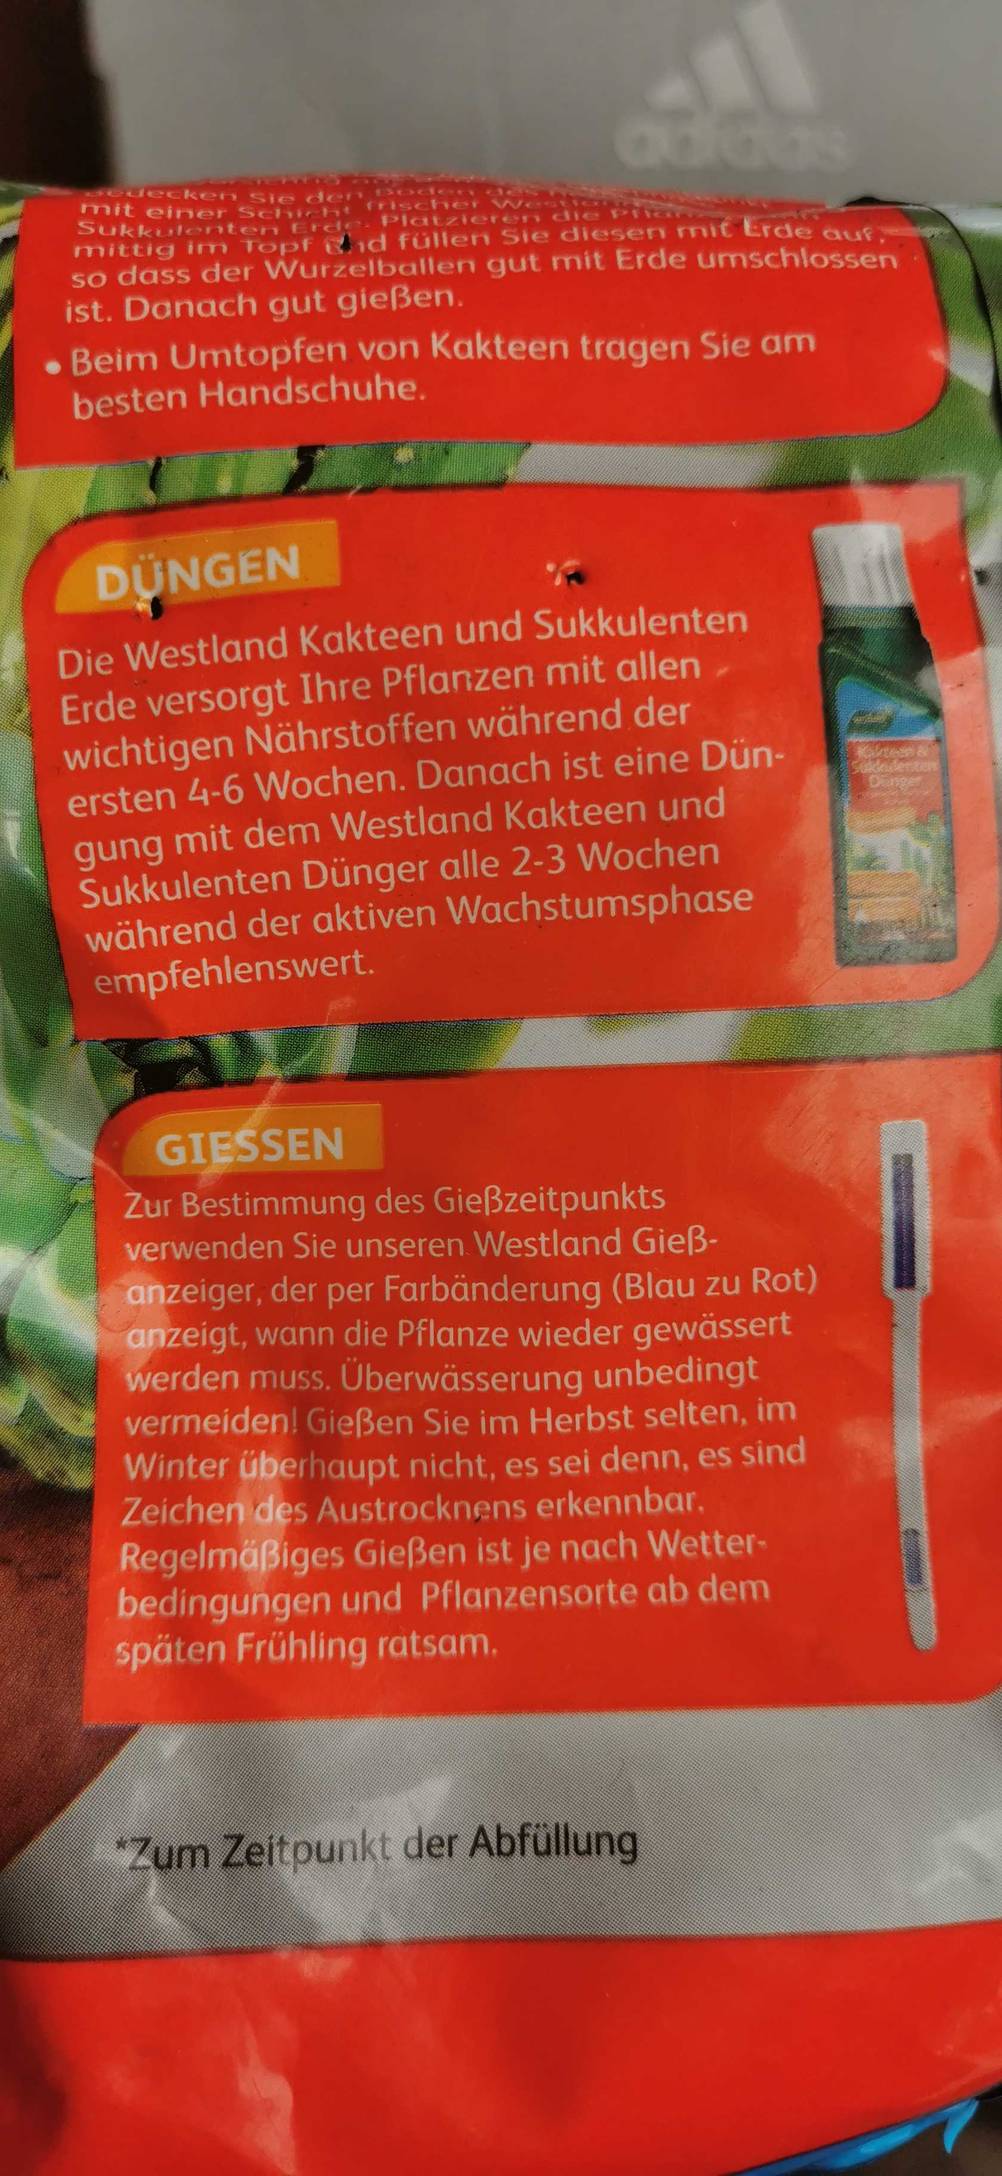 adidas
bedecken Sie den Boden des
mit einer Schicht frischer
Sukkulenten Erde. Platzieren die
mittig im Topf und füllen Sie diesen mit Erde auf,
so dass der Wurzelballen gut mit Erde umschlossen
ist. Danach gut gießen.
• Beim Umtopfen von Kakteen tragen Sie am
besten Handschuhe.
DÜNGEN
Die Westland Kakteen und Sukkulenten
Erde versorgt Ihre Pflanzen mit allen
wichtigen Nährstoffen während der
ersten 4-6 Wochen. Danach ist eine Dün-
gung mit dem Westland Kakteen und
Sukkulenten Dünger alle 2-3 Wochen
während der aktiven Wachstumsphase
empfehlenswert.
Kakteen &
Sukkulenten
Dünger
GIESSEN
Zur Bestimmung des Gießzeitpunkts
verwenden Sie unseren Westland Gieß-
anzeiger, der per Farbänderung (Blau zu Rot)
anzeigt, wann die Pflanze wieder gewässert
werden muss. Überwässerung unbedingt
vermeiden! Gießen Sie im Herbst selten, im
Winter überhaupt nicht, es sei denn, es sind
Zeichen des Austrocknens erkennbar.
Regelmäßiges Gießen ist je nach Wetter-
bedingungen und Pflanzensorte ab dem
späten Frühling ratsam.
*Zum Zeitpunkt der Abfüllung